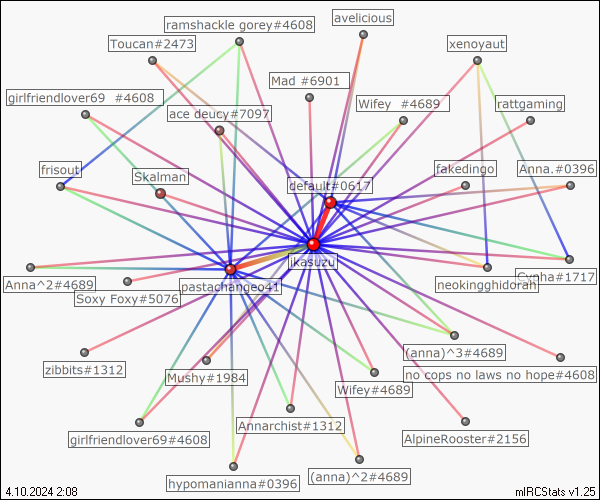 avelicious
ramshackle gorey#4608
Toucan#2473
xenoyaut
Mad #6901
girlfriendlover69 #4608
Wifey #4689
rattgaming
ace deucy#7097
frisout
Skalman
default#0617
fakedingo
Anna.#0396
ikasuzu
Anna^2#4689
Soxy Foxy#5076
pastachangeo41
neokingghidorah
Cypha#1717
(anna)^3#4689
zibbits#1312
Mushy#1984
Wifey#4689
no cops no laws no hope#4608
girlfriendlover69#4608
Annarchist#1312
AlpineRooster#2156
hypomanianna#0396
(anna)^2#4689
4.10.2024 2:08
mIRCStats v1.25